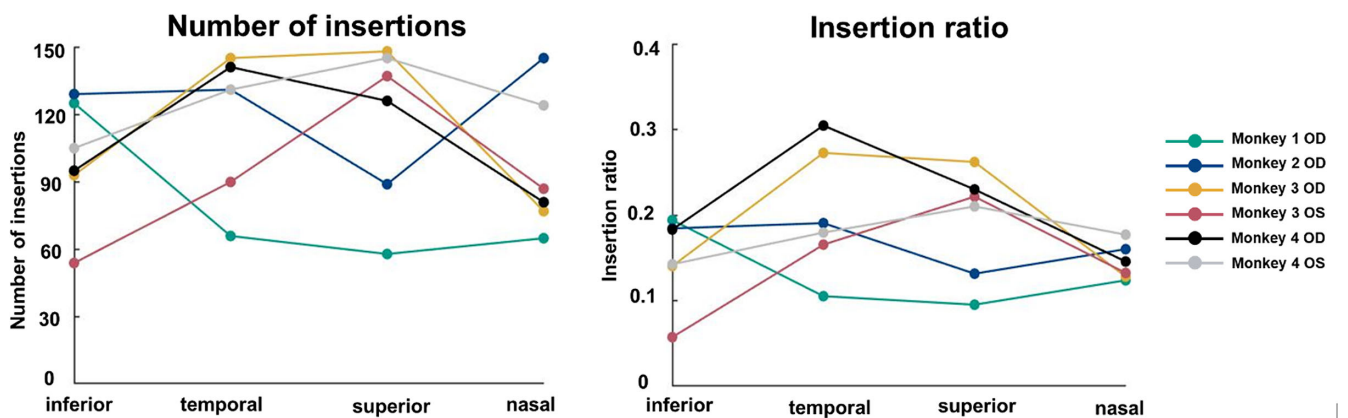 Number of insertions
Number of insertions
150
120
90
60
30
0
inferior temporal superior nasal
Insertion ratio
Insertion ratio
0.4
0.3
0.2
0.1
0
inferior temporal superior nasal
Monkey 1 OD
Monkey 2 OD
Monkey 3 OD
Monkey 3 OS
Monkey 4 OD
Monkey 4 OS